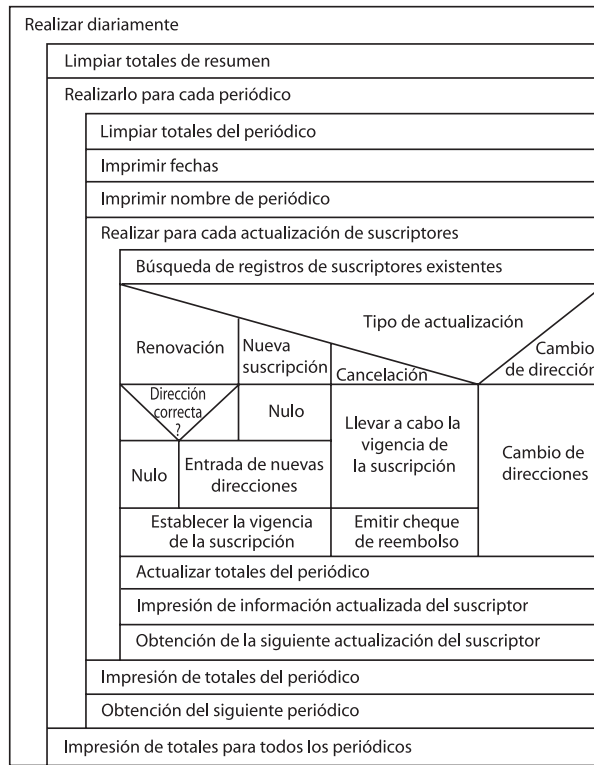 Realizar diariamente
Limpiar totales de resumen
Realizarlo para cada periódico
Limpiar totales del periódico
Imprimir fechas
Imprimir nombre de periódico
Realizar para cada actualización de suscriptores
Búsqueda de registros de suscriptores existentes
Tipo de actualización
Renovación
Nueva
suscripción
Cancelación
Cambio
de dirección
Dirección
correcta
?
Nulo
Llevar a cabo la
vigencia de
la suscripción
Cambio de
direcciones
Nulo
Entrada de nuevas
direcciones
Establecer la vigencia
de la suscripción
Emitir cheque
de reembolso
Actualizar totales del periódico
Impresión de información actualizada del suscriptor
Obtención de la siguiente actualización del suscriptor
Impresión de totales del periódico
Obtención del siguiente periódico
Impresión de totales para todos los periódicos